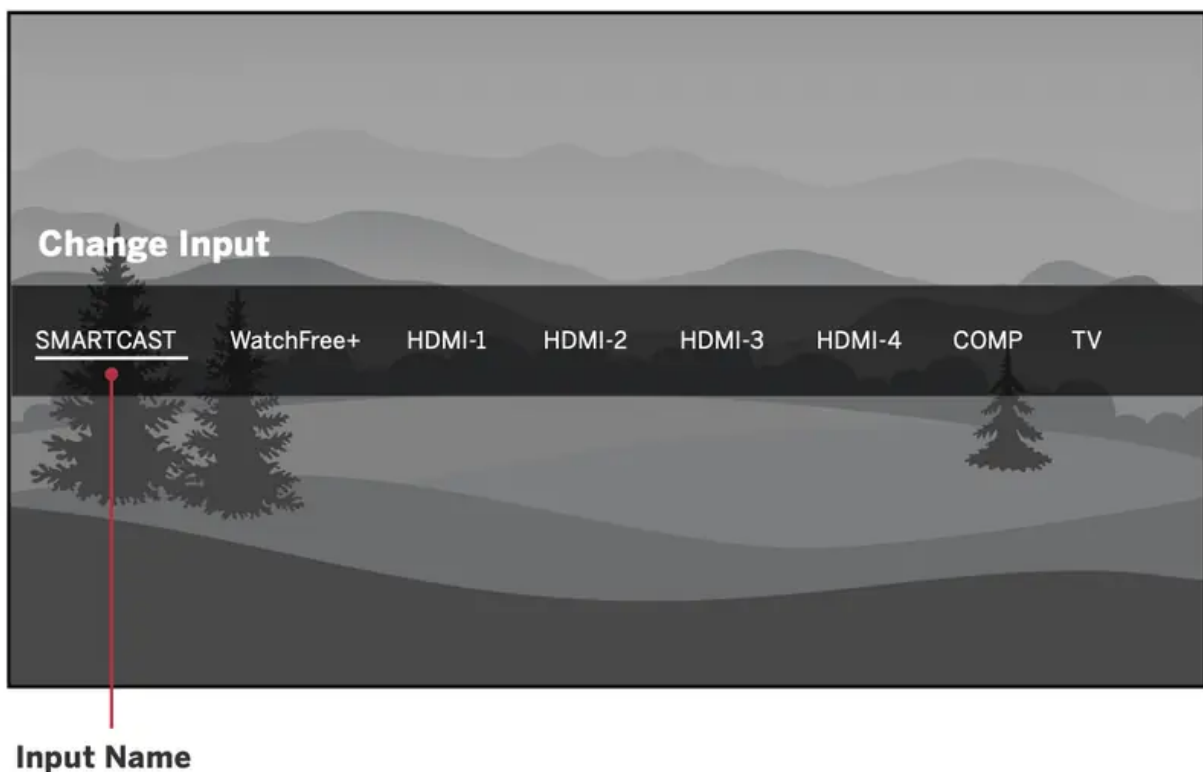 Change Input
SMARTCAST WatchFree+ HDMI-1 HDMI-2 HDMI-3 HDMI-4 COMP TV
Input Name